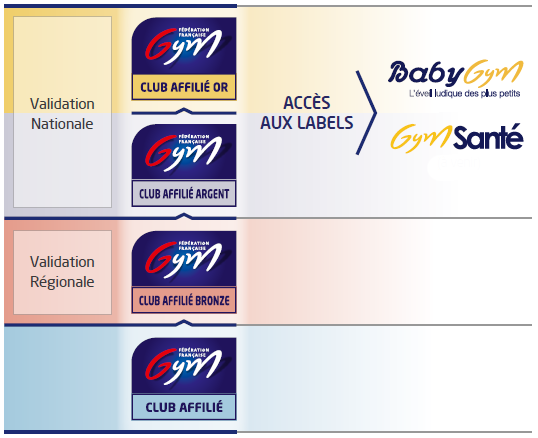 FÉDÉRATION
FRANÇAISE
Gym
CLUB AFFILIÉ OR
Validation
Nationale
ACCÈS
AUX LABELS
BabyGym
L'éveil ludique des plus petits
GymSanté
FÉDÉRATION
FRANÇAISE
Gym
CLUB AFFILIÉ ARGENT
Validation
Régionale
FÉDÉRATION
FRANÇAISE
Gym
CLUB AFFILIÉ BRONZE
FÉDÉRATION
FRANÇAISE
Gym
CLUB AFFILIÉ